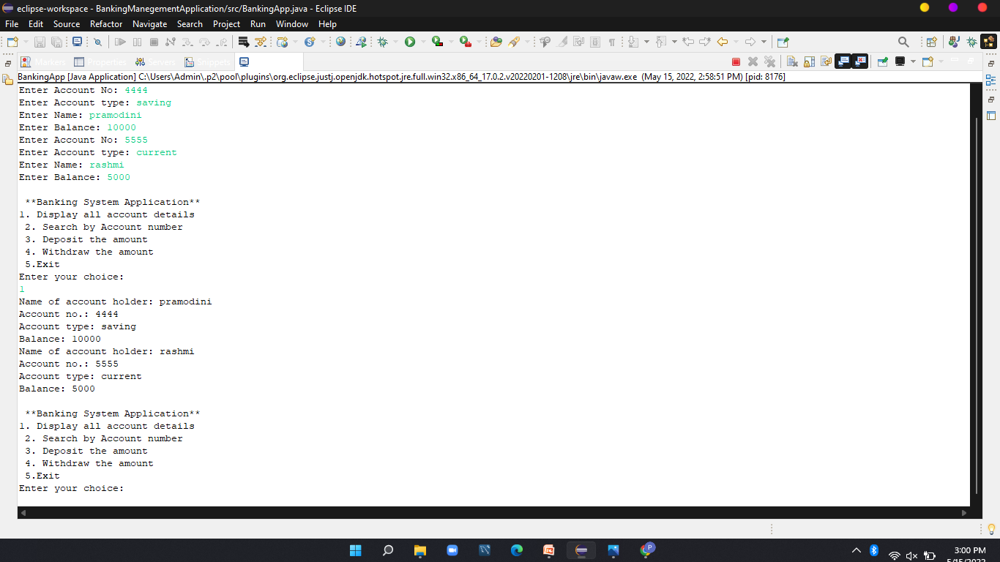 eclipse-workspace - BankingManegementApplication/src/BankingApp.java - Eclipse IDE
File Edit Source Refactor Navigate Search Project Run Window Help
Markers Properties Servers Snippets
BankingApp [Java Application] C:\Users\Admin\.p2\pool\plugins\org.eclipse.justj.openjdk.hotspot.jre.full.win32.x86_64_17.0.2.v20220201-1208\jre\bin\javaw.exe (May 15, 2022, 2:58:51 PM) [pid: 8176]
Enter Account No: 4444
Enter Account type: saving
Enter Name: pramodini
Enter Balance: 10000
Enter Account No: 5555
Enter Account type: current
Enter Name: rashmi
Enter Balance: 5000
**Banking System Application**
1. Display all account details
2. Search by Account number
3. Deposit the amount
4. Withdraw the amount
5.Exit
Enter your choice:
1
Name of account holder: pramodini
Account no.: 4444
Account type: saving
Balance: 10000
Name of account holder: rashmi
Account no.: 5555
Account type: current
Balance: 5000
**Banking System Application**
1. Display all account details
2. Search by Account number
3. Deposit the amount
4. Withdraw the amount
5.Exit
Enter your choice:
P
3:00 PM
5/15/2022